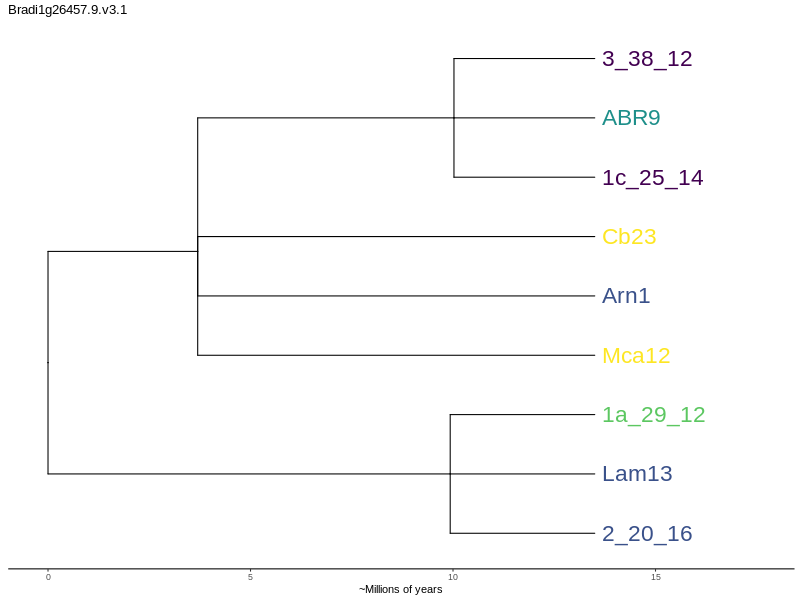 Bradi1g26457.9.v3.1
3_38_12
ABR9
1c_25_14
Cb23
Arn1
Mca12
1a_29_12
Lam13
2_20_16
0 5 10 15
~Millions of years